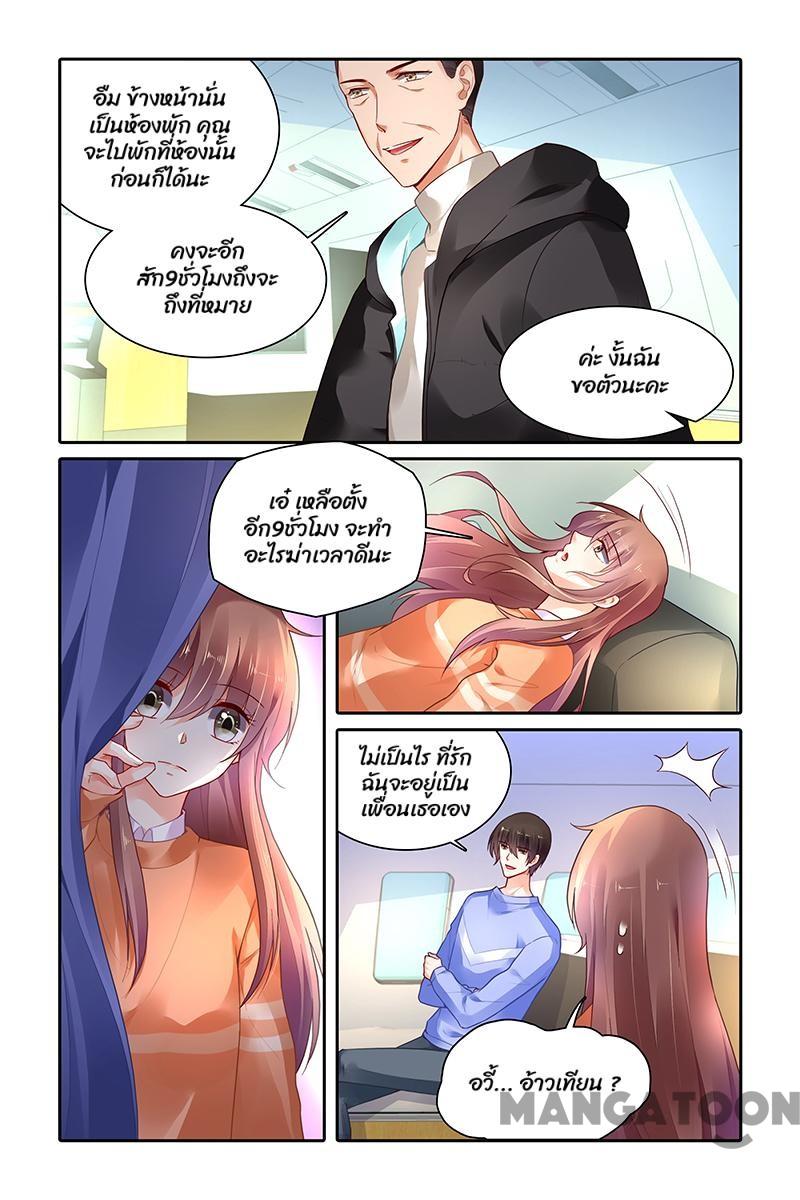 อืม ข้างหน้านั่น
เป็นห้องพัก คุณ
จะไปพักที่ห้องนั้น
ก่อนก็ได้นะ
คงจะอีก
สัก9ชั่วโมงถึงจะ
ถึงที่หมาย
ค่ะ งั้นฉัน
ขอตัวนะคะ
เอ๋ เหลือตั้ง
อีก9ชั่วโมง จะทำ
อะไรฆ่าเวลาดีนะ
ไม่เป็นไร ที่รัก
ฉันจะอยู่เป็น
เพื่อนเธอเอง
อวี้... อ้าวเทียน ?
MANGATOON